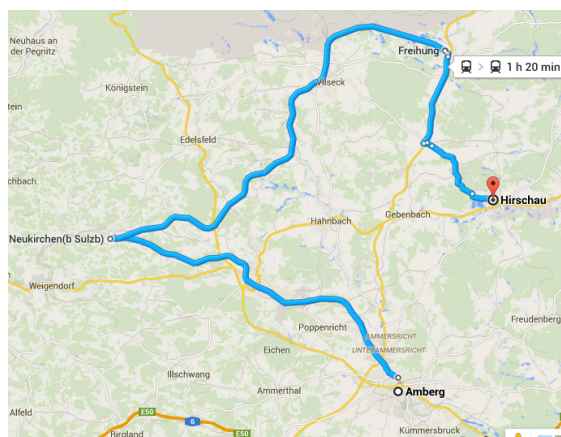 Neuhaus an
der Pegnitz
Königstein
Freihung
1 h 20 min
Vilseck
Edelsfeld
Hirschau
Hahnbach
Gebenbach
Neukirchen(b Sulzb)
Weigendorf
Poppenricht
AMMERSRICHT
UNTERAMMERSRICHT
Freudenberg
Eichen
Illschwang
Ammerthal
Amberg
Alfeld
E50
6
E50
Birgland
Kümmersbruck